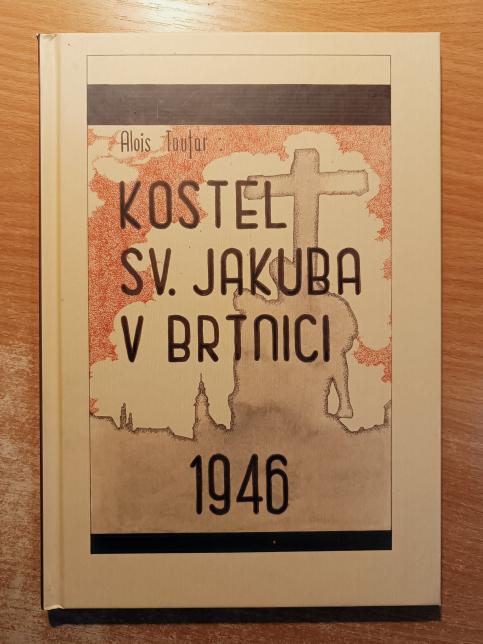 Alois Toufar
KOSTEL
SV. JAKUBA
V BRTNICI
1946